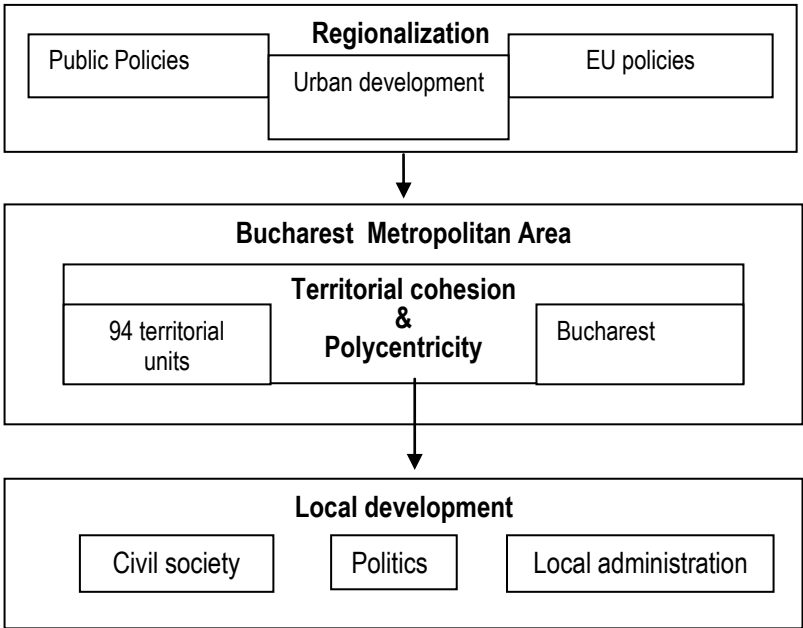 Regionalization
Public Policies
Urban development
EU policies
Bucharest Metropolitan Area
Territorial cohesion
&
Polycentricity
94 territorial
units
Bucharest
Local development
Civil society
Politics
Local administration